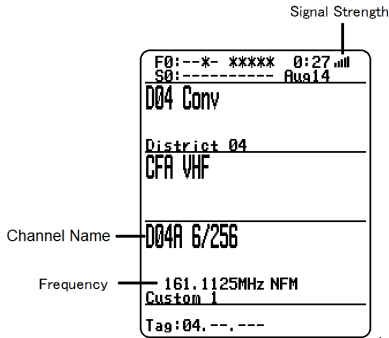 Signal Strength
F0:--*- ***** 0:27
S0:---------- Aug14
D04 Conv
District 04
CFA VHF
Channel Name
D04A 6/256
Frequency
161.1125MHz NFM
Custom 1
Tag:04.--.---